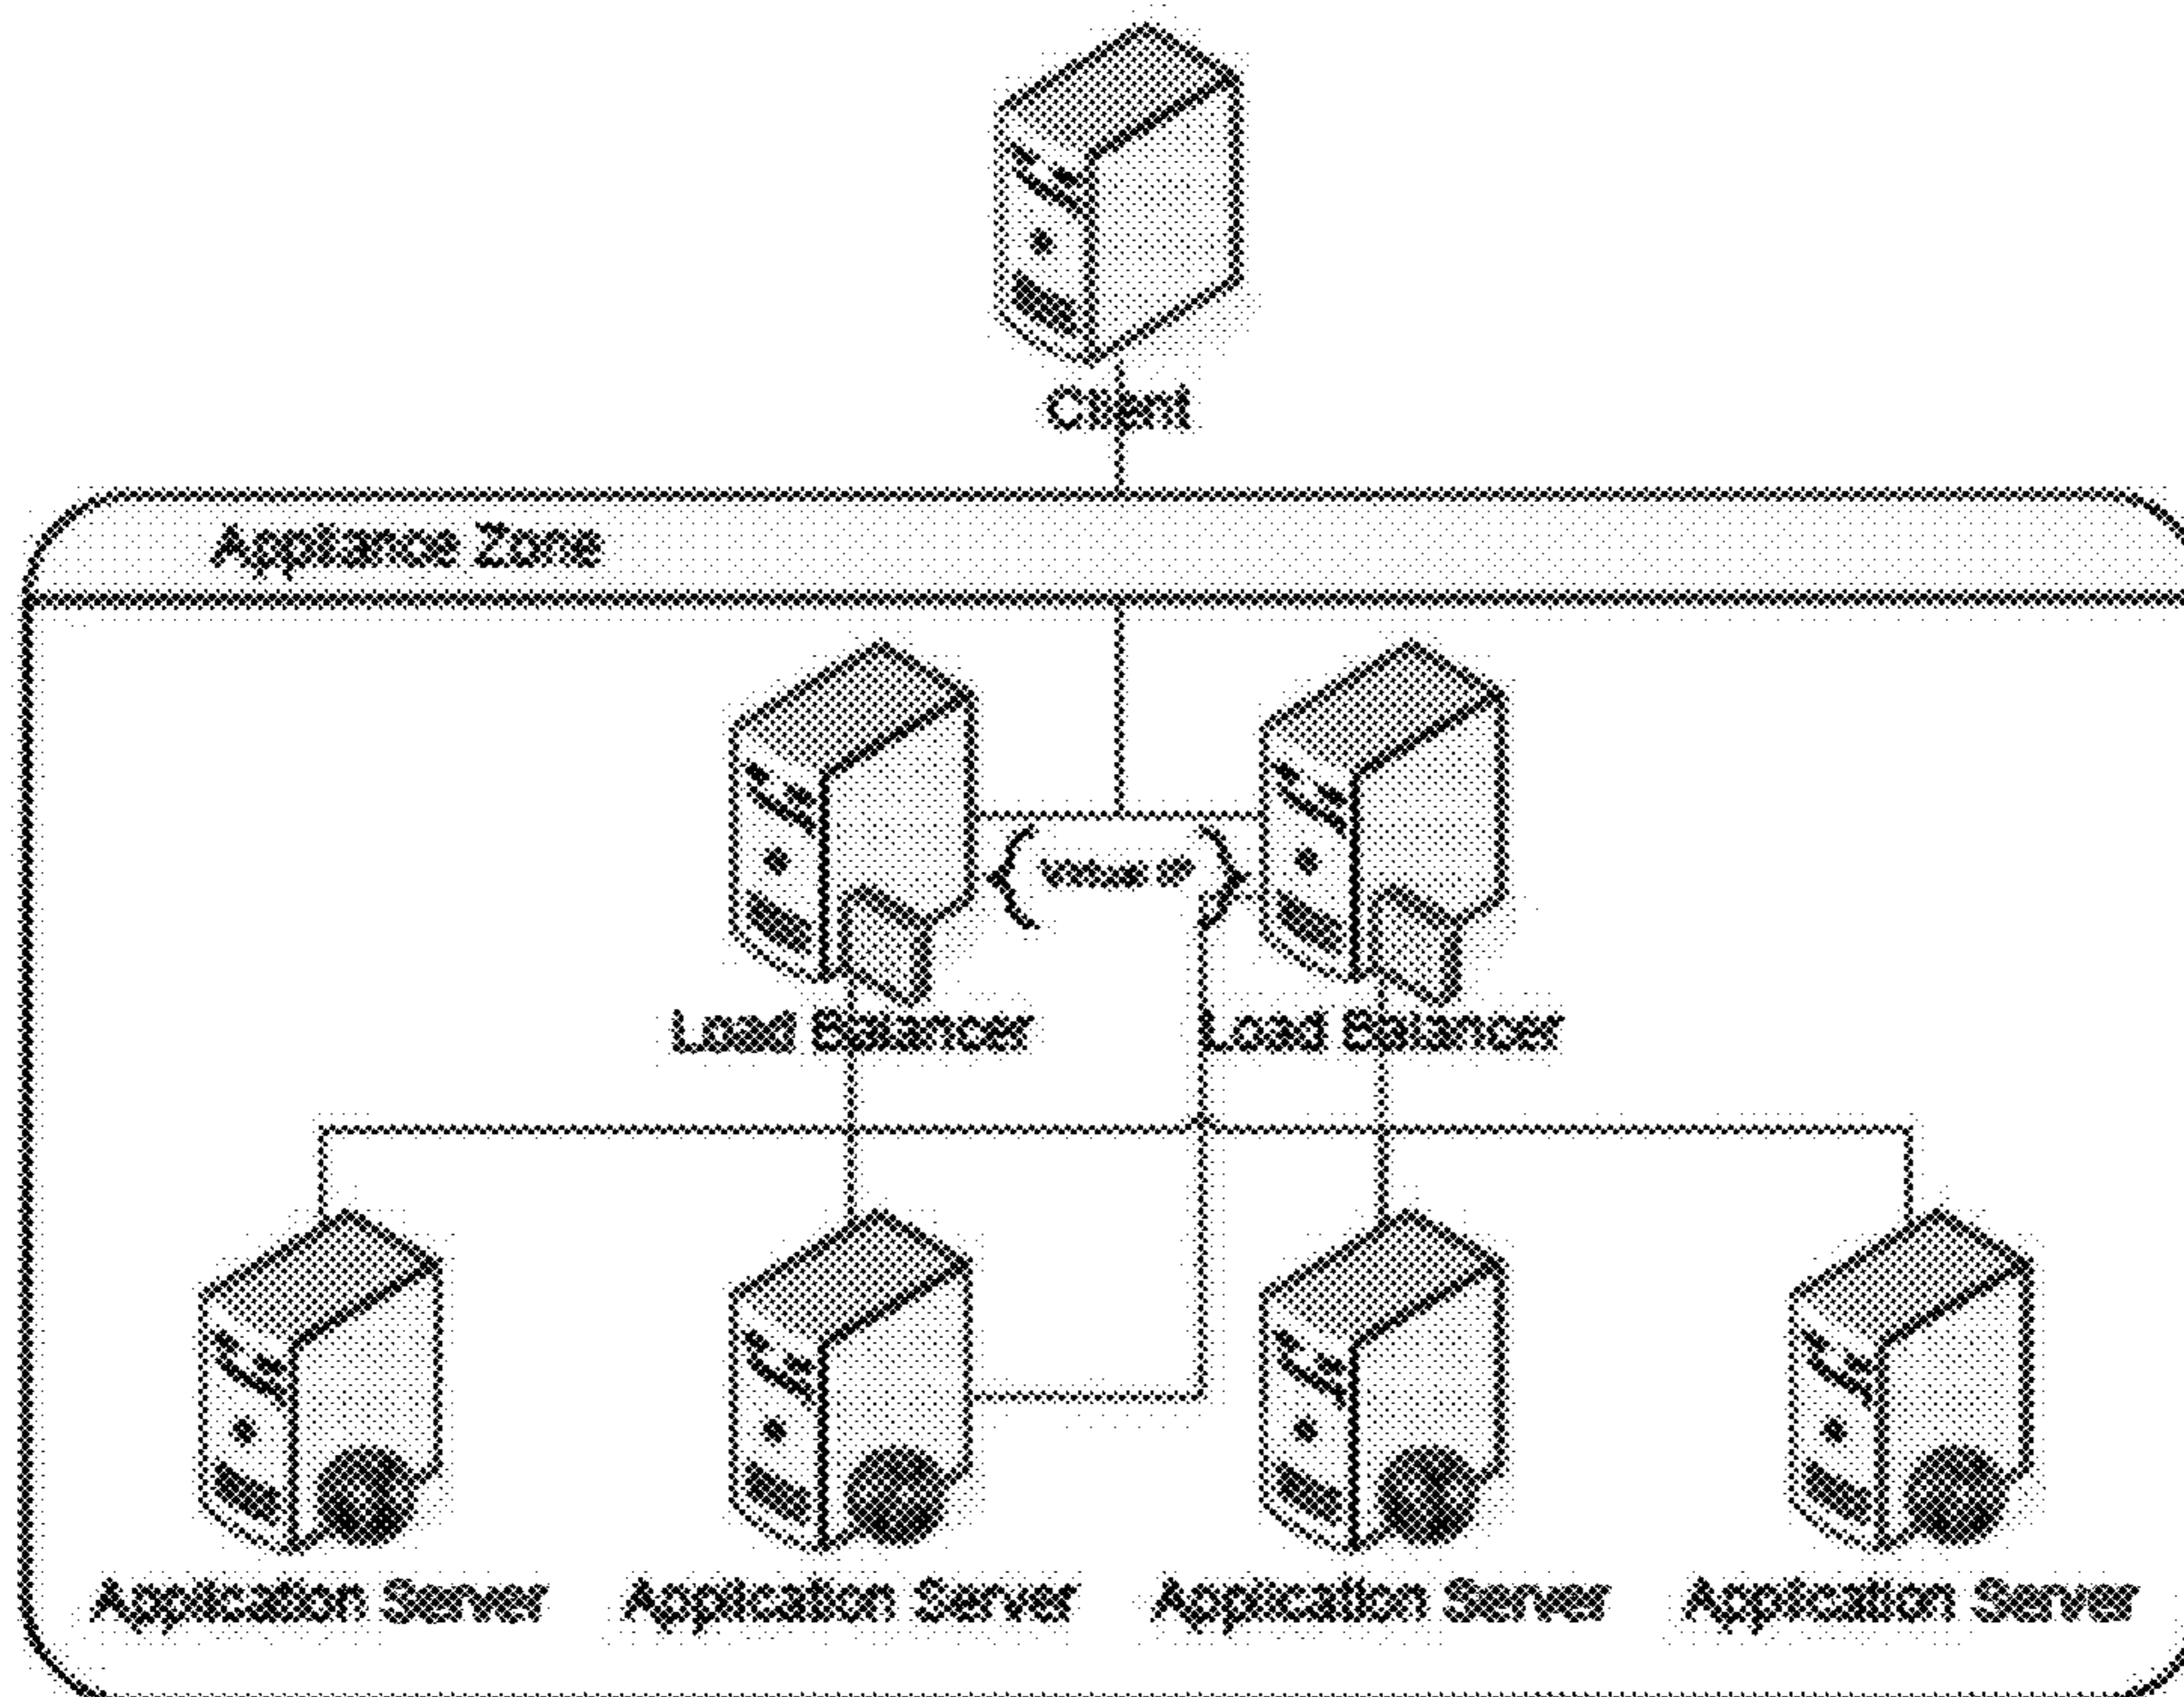 Client
Appliance Zone
Load Balancer
Load Balancer
Application Server
Application Server
Application Server
Application Server